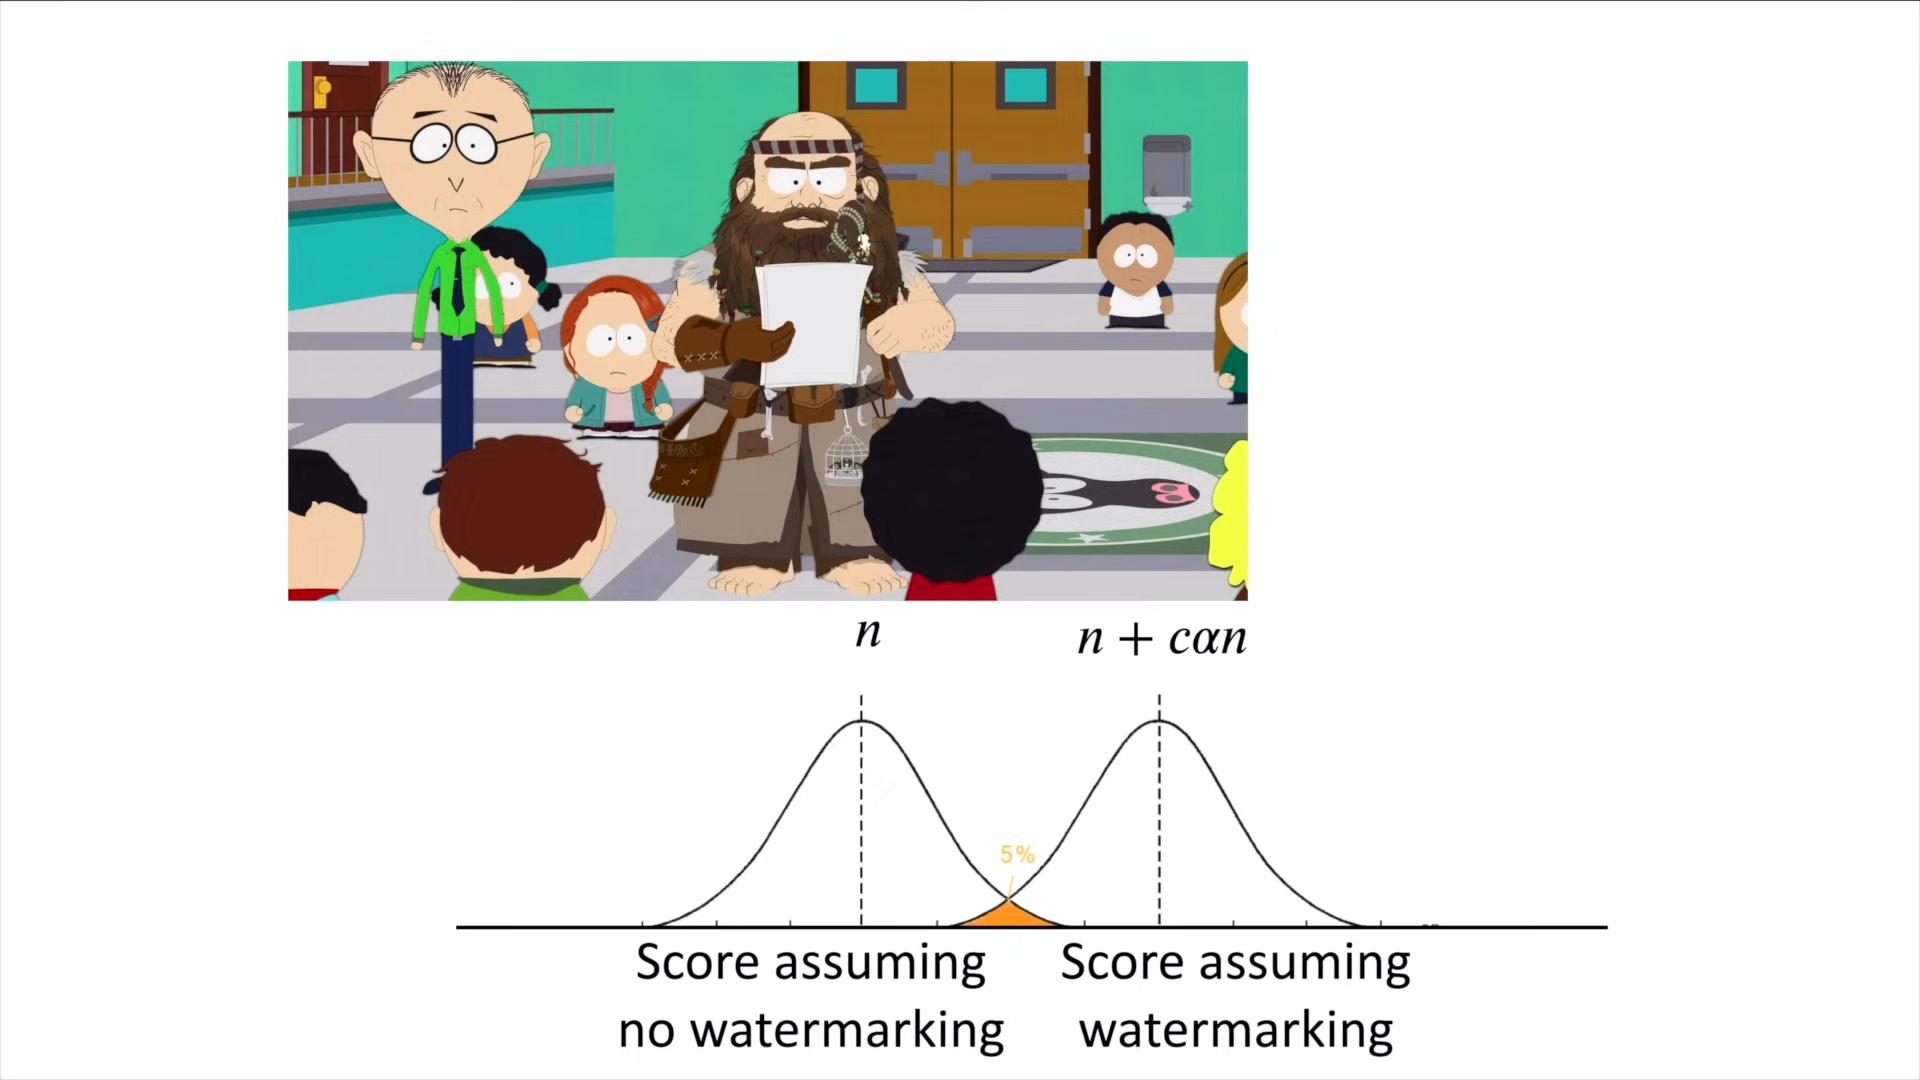 n
n + cαn
5%
Score assuming
no watermarking
Score assuming
watermarking